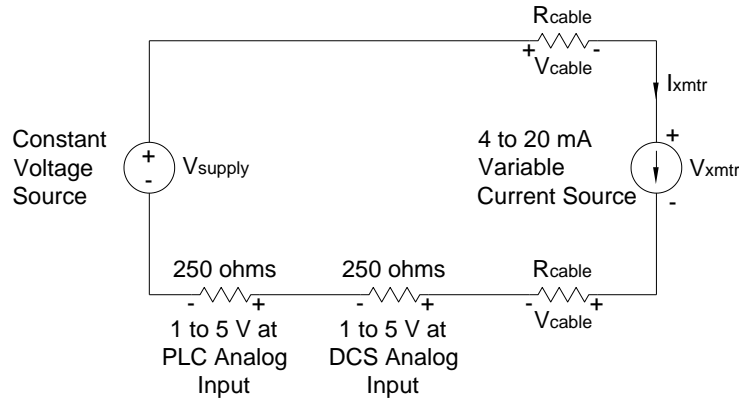 Rcable
+ -
Vcable
Ixmtr
Constant
Voltage
Source
+
-
Vsupply
4 to 20 mA
Variable
Current Source
+
Vxmtr
-
250 ohms
- +
1 to 5 V at
PLC Analog
Input
250 ohms
- +
1 to 5 V at
DCS Analog
Input
Rcable
- +
Vcable